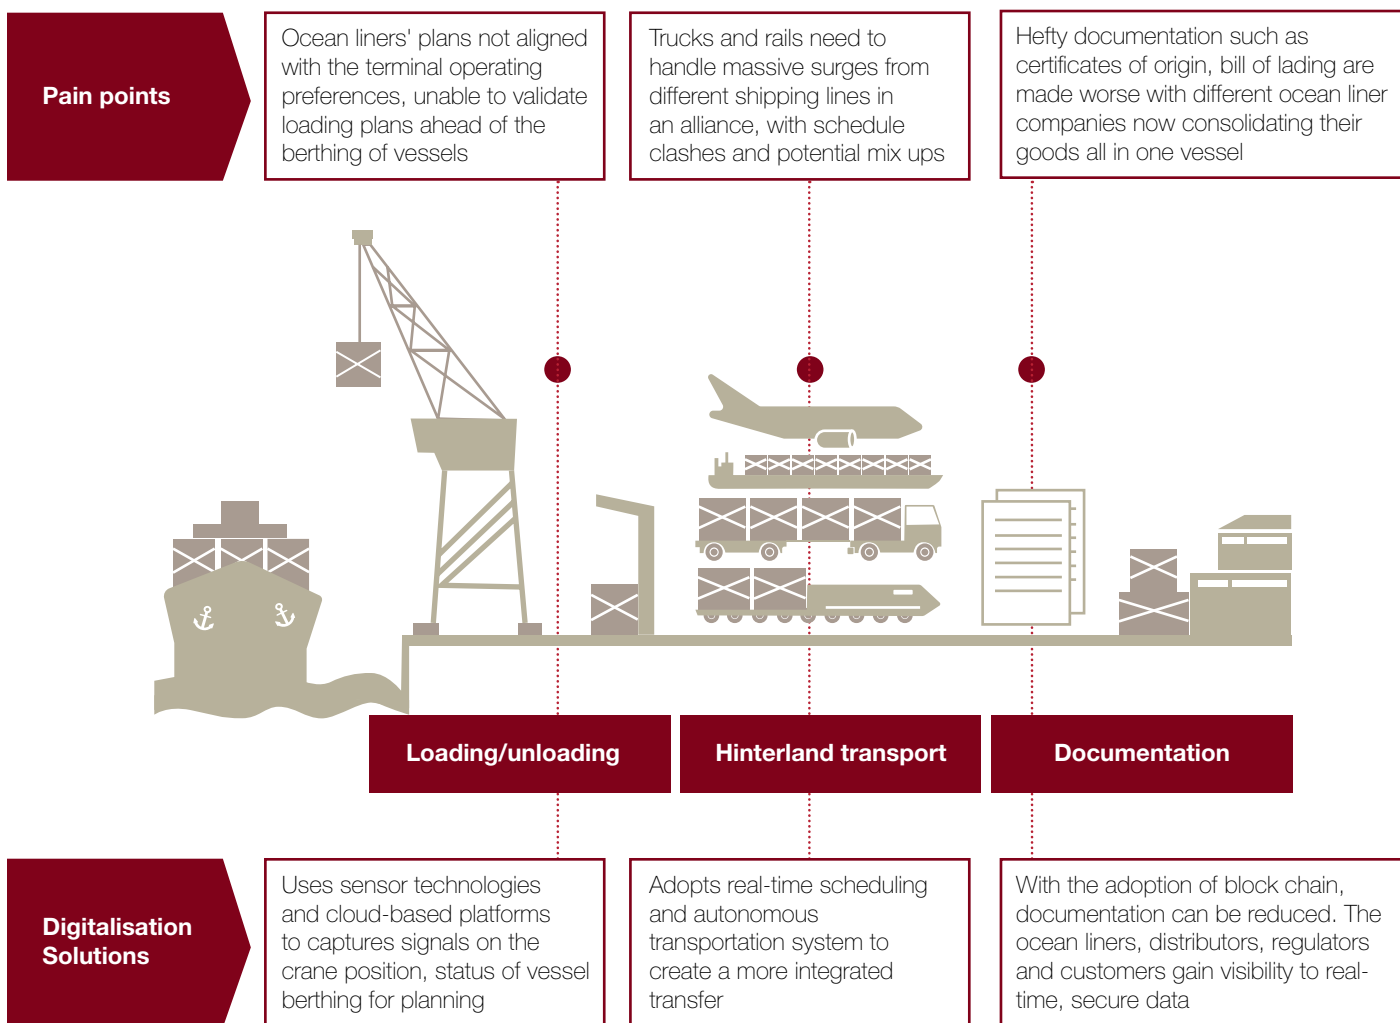 Pain points
Ocean liners' plans not aligned
with the terminal operating
preferences, unable to validate
loading plans ahead of the
berthing of vessels
Trucks and rails need to
handle massive surges from
different shipping lines in
an alliance, with schedule
clashes and potential mix ups
Hefty documentation such as
certificates of origin, bill of lading are
made worse with different ocean liner
companies now consolidating their
goods all in one vessel
Loading/unloading
Hinterland transport
Documentation
Digitalisation
Solutions
Uses sensor technologies
and cloud-based platforms
to captures signals on the
crane position, status of vessel
berthing for planning
Adopts real-time scheduling
and autonomous
transportation system to
create a more integrated
transfer
With the adoption of block chain,
documentation can be reduced. The
ocean liners, distributors, regulators
and customers gain visibility to real-
time, secure data